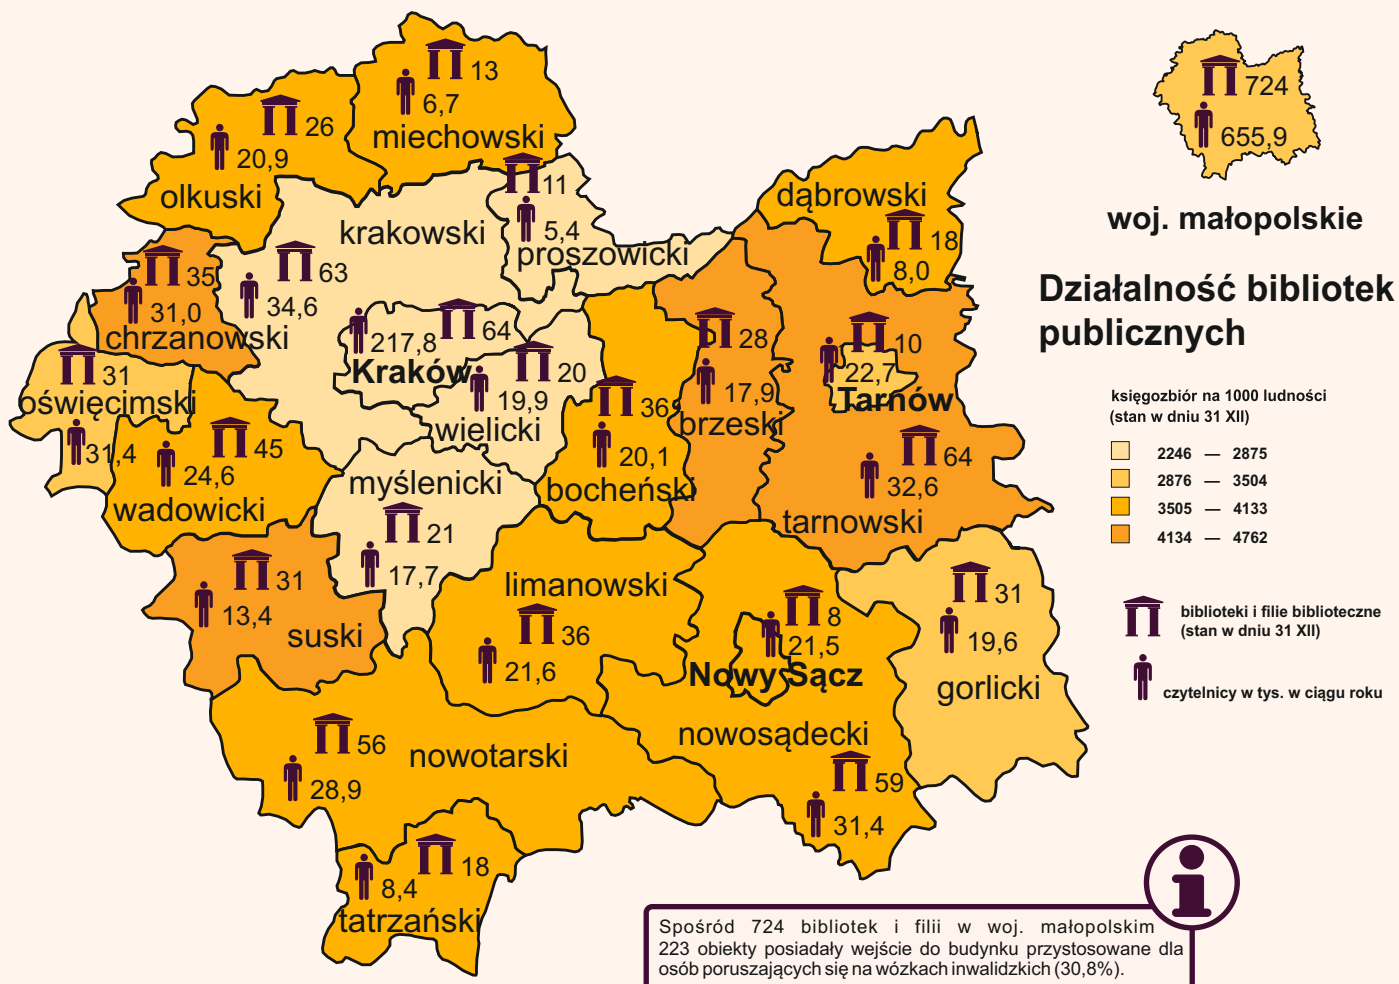 13
6,7
miechowski
26
20,9
olkuski
724
655,9
woj. małopolskie
Działalność bibliotek
publicznych
księgozbiór na 1000 ludności
(stan w dniu 31 XII)
2246 — 2875
2876 — 3504
3505 — 4133
4134 — 4762
biblioteki i filie biblioteczne
(stan w dniu 31 XII)
czytelnicy w tys. w ciągu roku
11
5,4
proszowicki
dąbrowski
18
8,0
krakowski
63
34,6
35
31,0
chrzanowski
64
217,8
Kraków
20
19,9
wielicki
28
17,9
brzeski
10
22,7
Tarnów
31
oświęcimski
31,4
45
24,6
wadowicki
36
20,1
bocheński
64
32,6
tarnowski
myślenicki
21
17,7
31
13,4
suski
limanowski
36
21,6
8
21,5
Nowy Sącz
31
19,6
gorlicki
nowosądecki
59
31,4
56
28,9
nowotarski
18
8,4
tatrzański
Spośród 724 bibliotek i filii w woj. małopolskim
223 obiekty posiadały wejście do budynku przystosowane dla
osób poruszających się na wózkach inwalidzkich (30,8%).